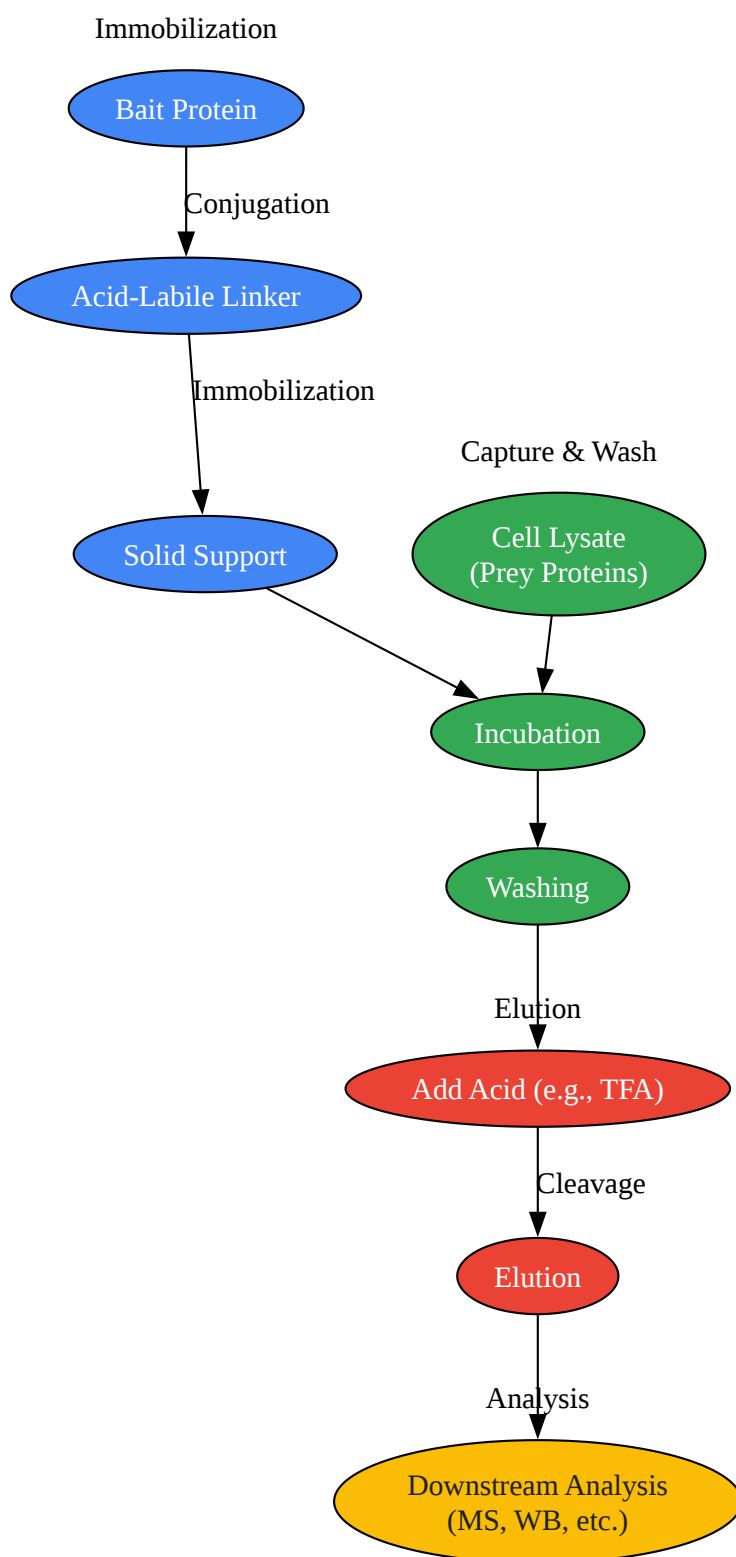 Immobilization
Bait Protein
Conjugation
Acid-Labile Linker
Immobilization
Capture & Wash
Solid Support
Cell Lysate
(Prey Proteins)
Incubation
Washing
Elution
Add Acid (e.g., TFA)
Cleavage
Elution
Analysis
Downstream Analysis
(MS, WB, etc.)